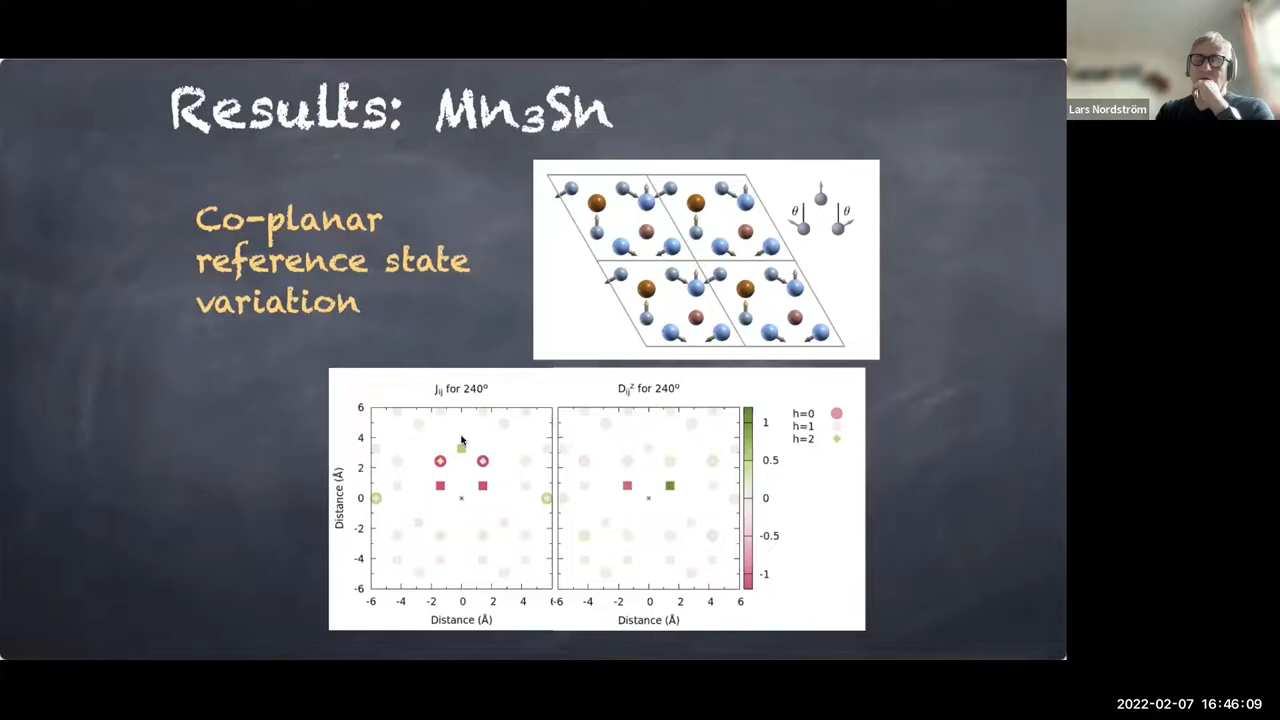 Lars Nordström
Results: Mn₃Sn
Co-planar
reference state
variation
θ θ
J_ij for 240°
D_ij^z for 240°
6
4
2
0
-2
-4
-6
Distance (Å)
-6 -4 -2 0 2 4 6
Distance (Å)
-6 -4 -2 0 2 4 6
Distance (Å)
1
0.5
0
-0.5
-1
h=0
h=1
h=2
2022-02-07 16:46:09